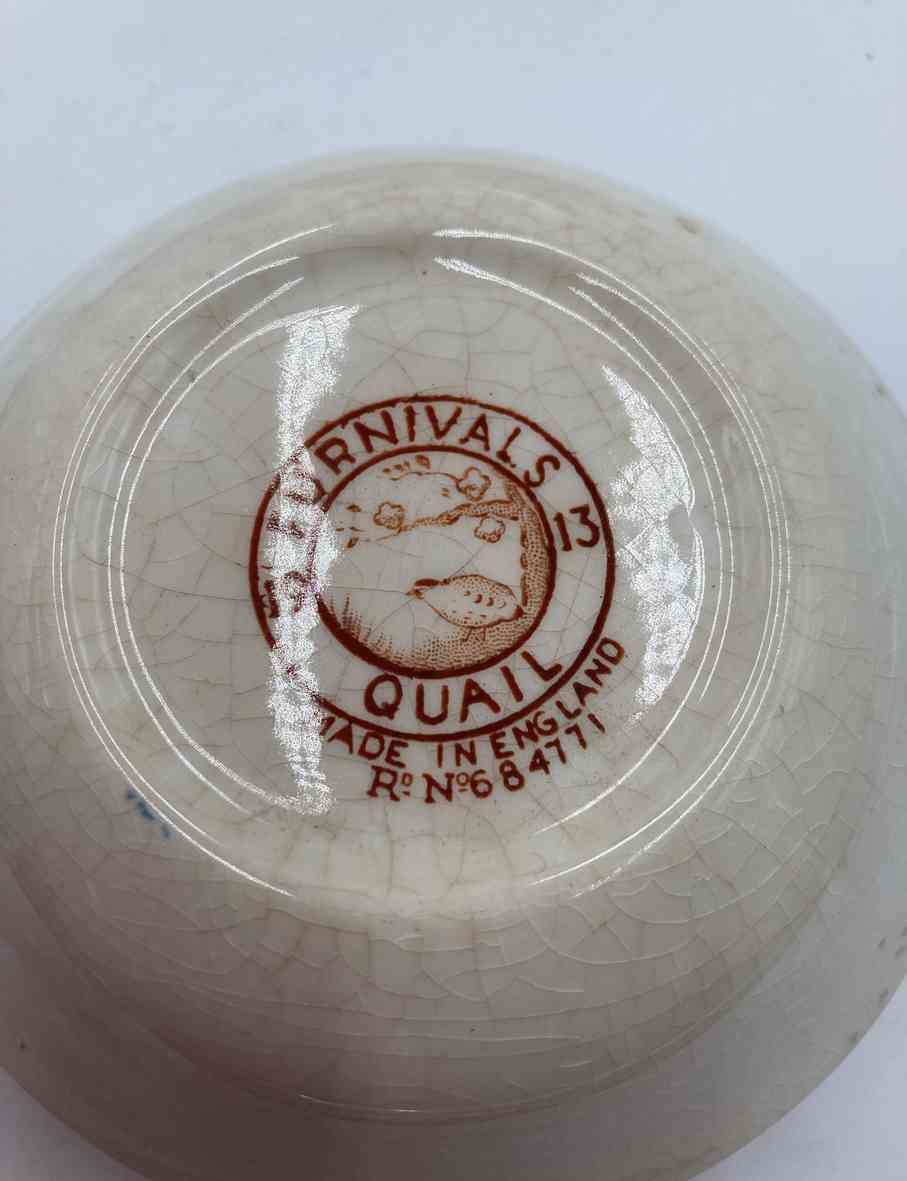 FURNIVALS
13
QUAIL
MADE IN ENGLAND
Rᴰ Nº 684771